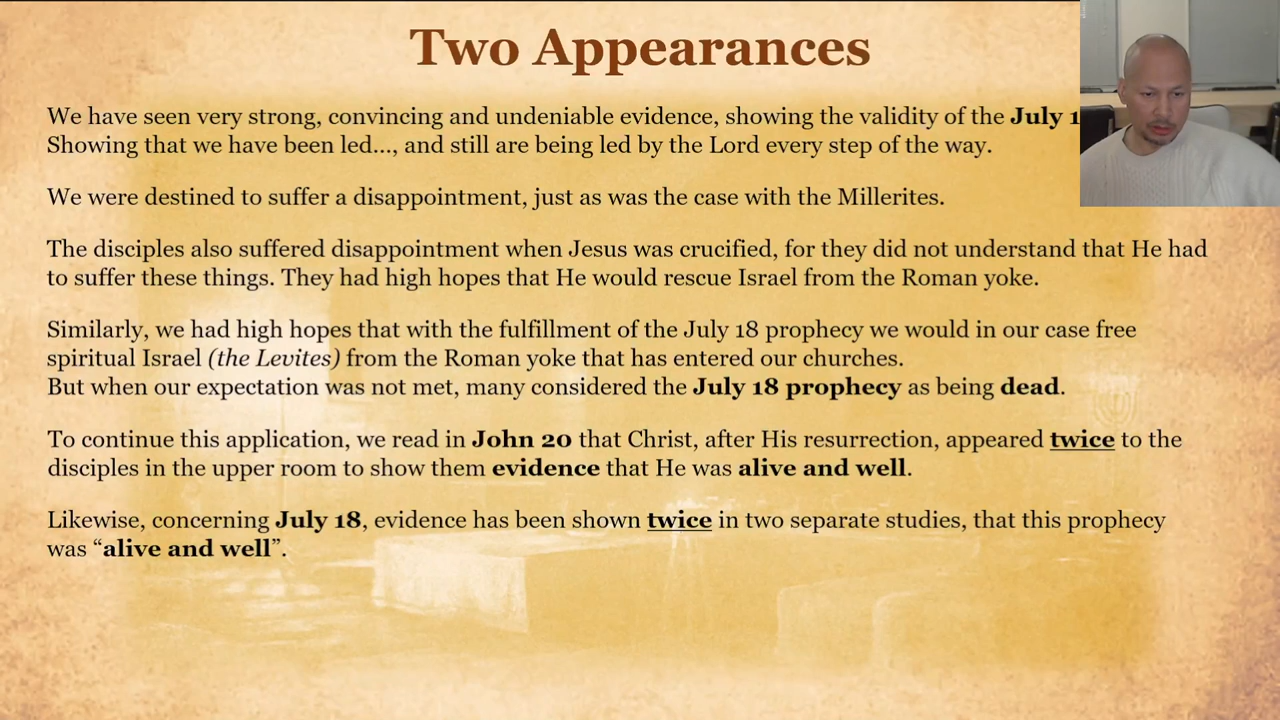 Two Appearances
We have seen very strong, convincing and undeniable evidence, showing the validity of the July
Showing that we have been led..., and still are being led by the Lord every step of the way.
We were destined to suffer a disappointment, just as was the case with the Millerites.
The disciples also suffered disappointment when Jesus was crucified, for they did not understand that He had
to suffer these things. They had high hopes that He would rescue Israel from the Roman yoke.
Similarly, we had high hopes that with the fulfillment of the July 18 prophecy we would in our case free
spiritual Israel (the Levites) from the Roman yoke that has entered our churches.
But when our expectation was not met, many considered the July 18 prophecy as being dead.
To continue this application, we read in John 20 that Christ, after His resurrection, appeared twice to the
disciples in the upper room to show them evidence that He was alive and well.
Likewise, concerning July 18, evidence has been shown twice in two separate studies, that this prophecy
was “alive and well”.